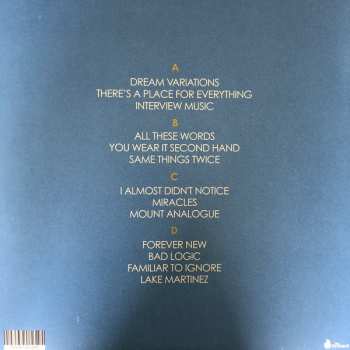 A
DREAM VARIATIONS
THERE'S A PLACE FOR EVERYTHING
INTERVIEW MUSIC
B
ALL THESE WORDS
YOU WEAR IT SECOND HAND
SAME THINGS TWICE
C
I ALMOST DIDN'T NOTICE
MIRACLES
MOUNT ANALOGUE
D
FOREVER NEW
BAD LOGIC
FAMILIAR TO IGNORE
LAKE MARTINEZ